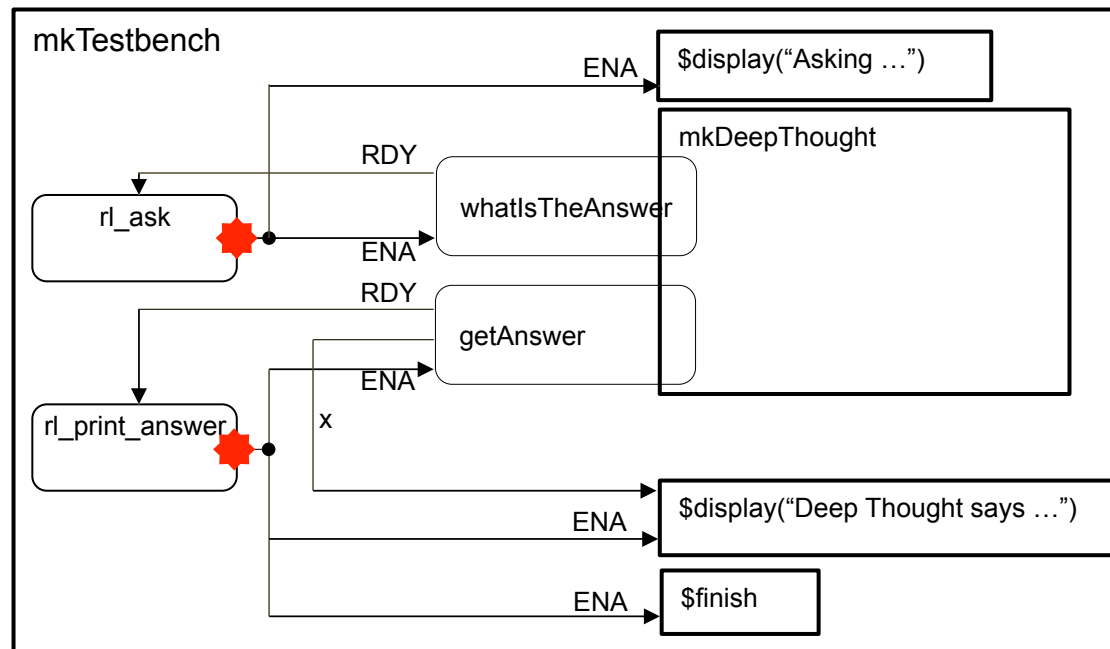 mkTestbench
$display(“Asking …”)
ENA
mkDeepThought
RDY
whatIsTheAnswer
rl_ask
ENA
RDY
getAnswer
ENA
rl_print_answer
x
$display(“Deep Thought says …”)
ENA
ENA
$finish